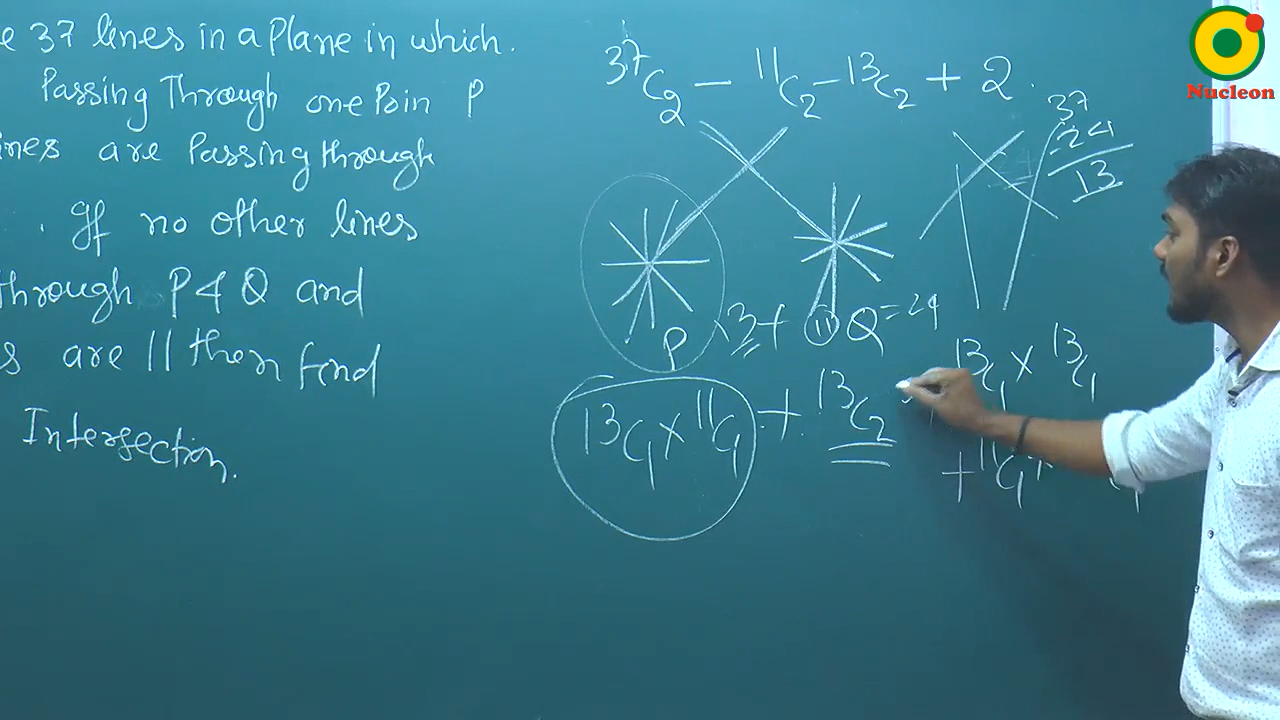 e 37 lines in a Plane in which.
Passing Through one Poin P
ines are Passing through
. If no other lines
through P & Q and
s are || then find
Intersection.
³⁷C₂ - ¹¹C₂ - ¹³C₂ + 2.
37
-24
13
P 13 + 11 Q = 24
¹³C₁ × ¹¹C₁ + ¹³C₂
¹³C₁ × ¹³C₁
+ ¹¹C₁
Nucleon